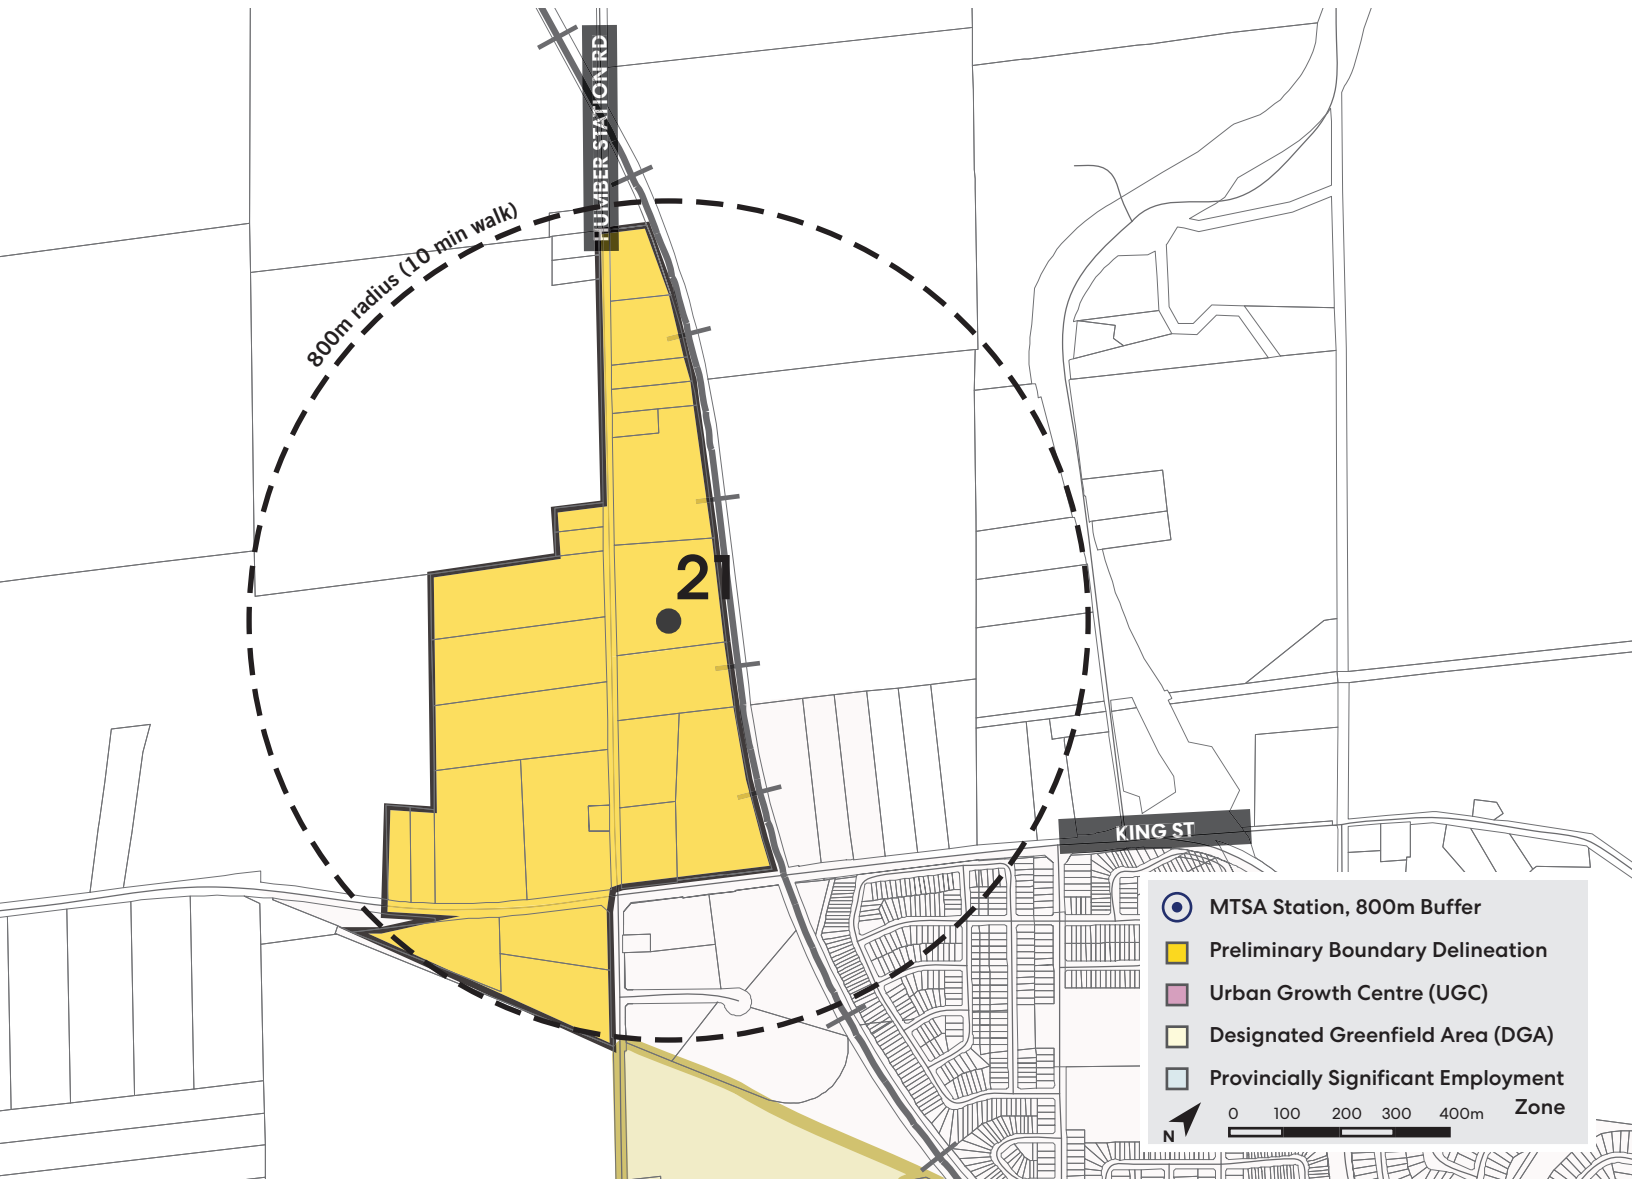 HUMBER STATION RD
800m radius (10 min walk)
21
KING ST
MTSA Station, 800m Buffer
Preliminary Boundary Delineation
Urban Growth Centre (UGC)
Designated Greenfield Area (DGA)
Provincially Significant Employment
Zone
N
0 100 200 300 400m